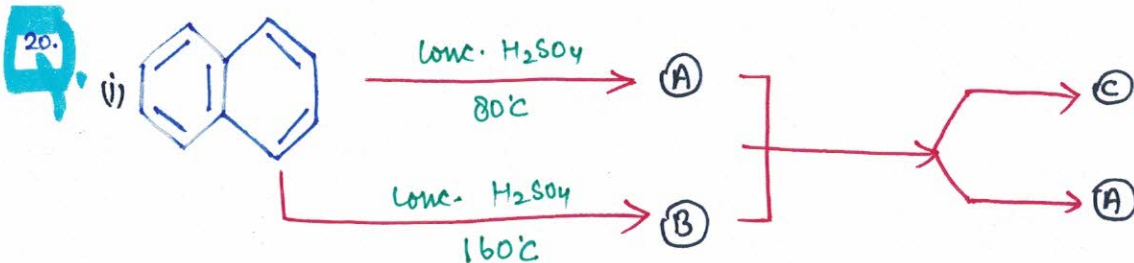 20.
Q.
(i)
conc. H2SO4
80°C
A
C
conc. H2SO4
160°C
B
A